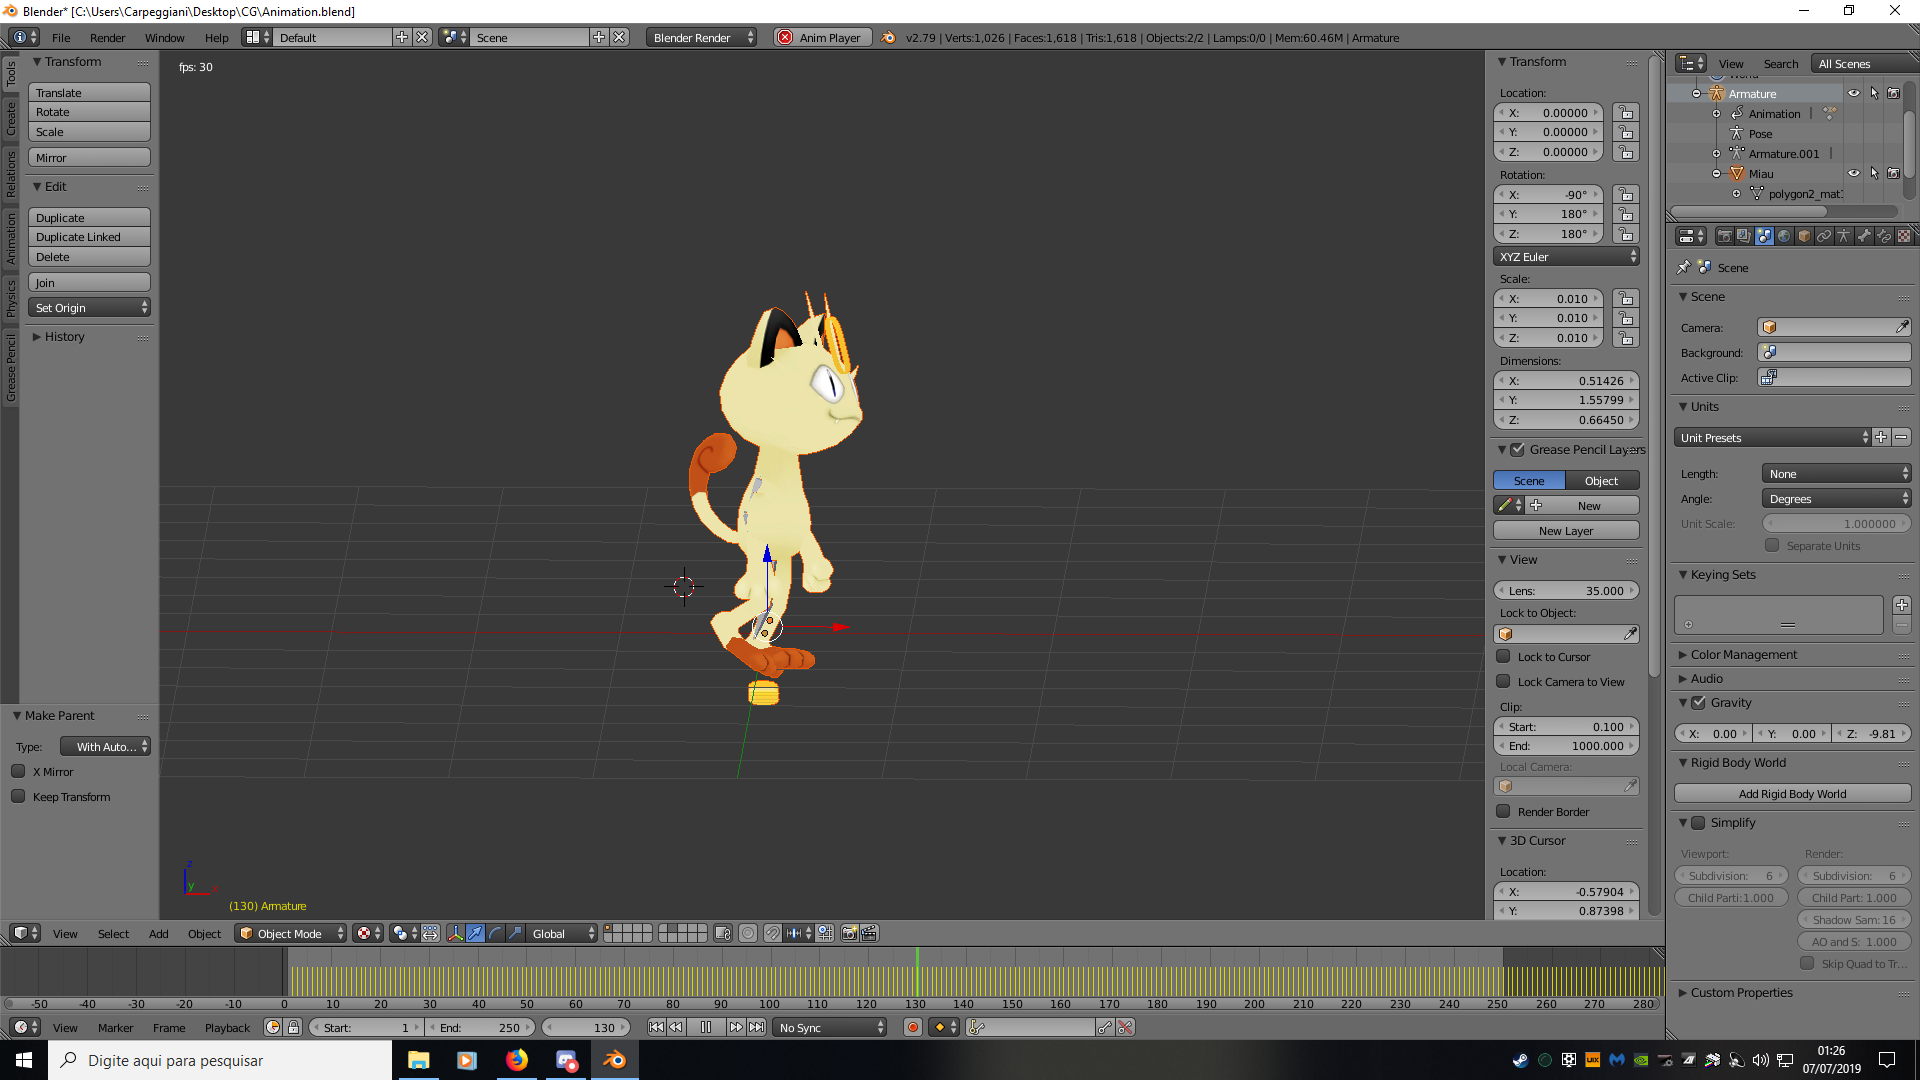 Blender* [C:\Users\Carpeggiani\Desktop\CG\Animation.blend]
File Render Window Help Default Scene Blender Render Anim Player v2.79 | Verts:1,026 | Faces:1,618 | Tris:1,618 | Objects:2/2 | Lamps:0/0 | Mem:60.46M | Armature
Tools
Create
Relations
Animation
Physics
Grease Pencil
Transform
Translate
Rotate
Scale
Mirror
Edit
Duplicate
Duplicate Linked
Delete
Join
Set Origin
History
Make Parent
Type: With Auto...
X Mirror
Keep Transform
fps: 30
z
y
x
(130) Armature
Transform
Location:
X: 0.00000
Y: 0.00000
Z: 0.00000
Rotation:
X: -90°
Y: 180°
Z: 180°
XYZ Euler
Scale:
X: 0.010
Y: 0.010
Z: 0.010
Dimensions:
X: 0.51426
Y: 1.55799
Z: 0.66450
Grease Pencil Layers
Scene Object
New
New Layer
View
Lens: 35.000
Lock to Object:
Lock to Cursor
Lock Camera to View
Clip:
Start: 0.100
End: 1000.000
Local Camera:
Render Border
3D Cursor
Location:
X: -0.57904
Y: 0.87398
View Search All Scenes
World
Armature
Animation
Pose
Armature.001
Miau
polygon2_mat:
Scene
Scene
Camera:
Background:
Active Clip:
Units
Unit Presets
Length: None
Angle: Degrees
Unit Scale: 1.000000
Separate Units
Keying Sets
Color Management
Audio
Gravity
X: 0.00 Y: 0.00 Z: -9.81
Rigid Body World
Add Rigid Body World
Simplify
Viewport: Render:
Subdivision: 6 Subdivision: 6
Child Parti: 1.000 Child Part: 1.000
Shadow Sam: 16
AO and S: 1.000
Skip Quad to Tr...
Custom Properties
View Select Add Object Object Mode Global
-50 -40 -30 -20 -10 0 10 20 30 40 50 60 70 80 90 100 110 120 130 140 150 160 170 180 190 200 210 220 230 240 250 260 270 280
View Marker Frame Playback Start: 1 End: 250 130 No Sync
Digite aqui para pesquisar
01:26
07/07/2019